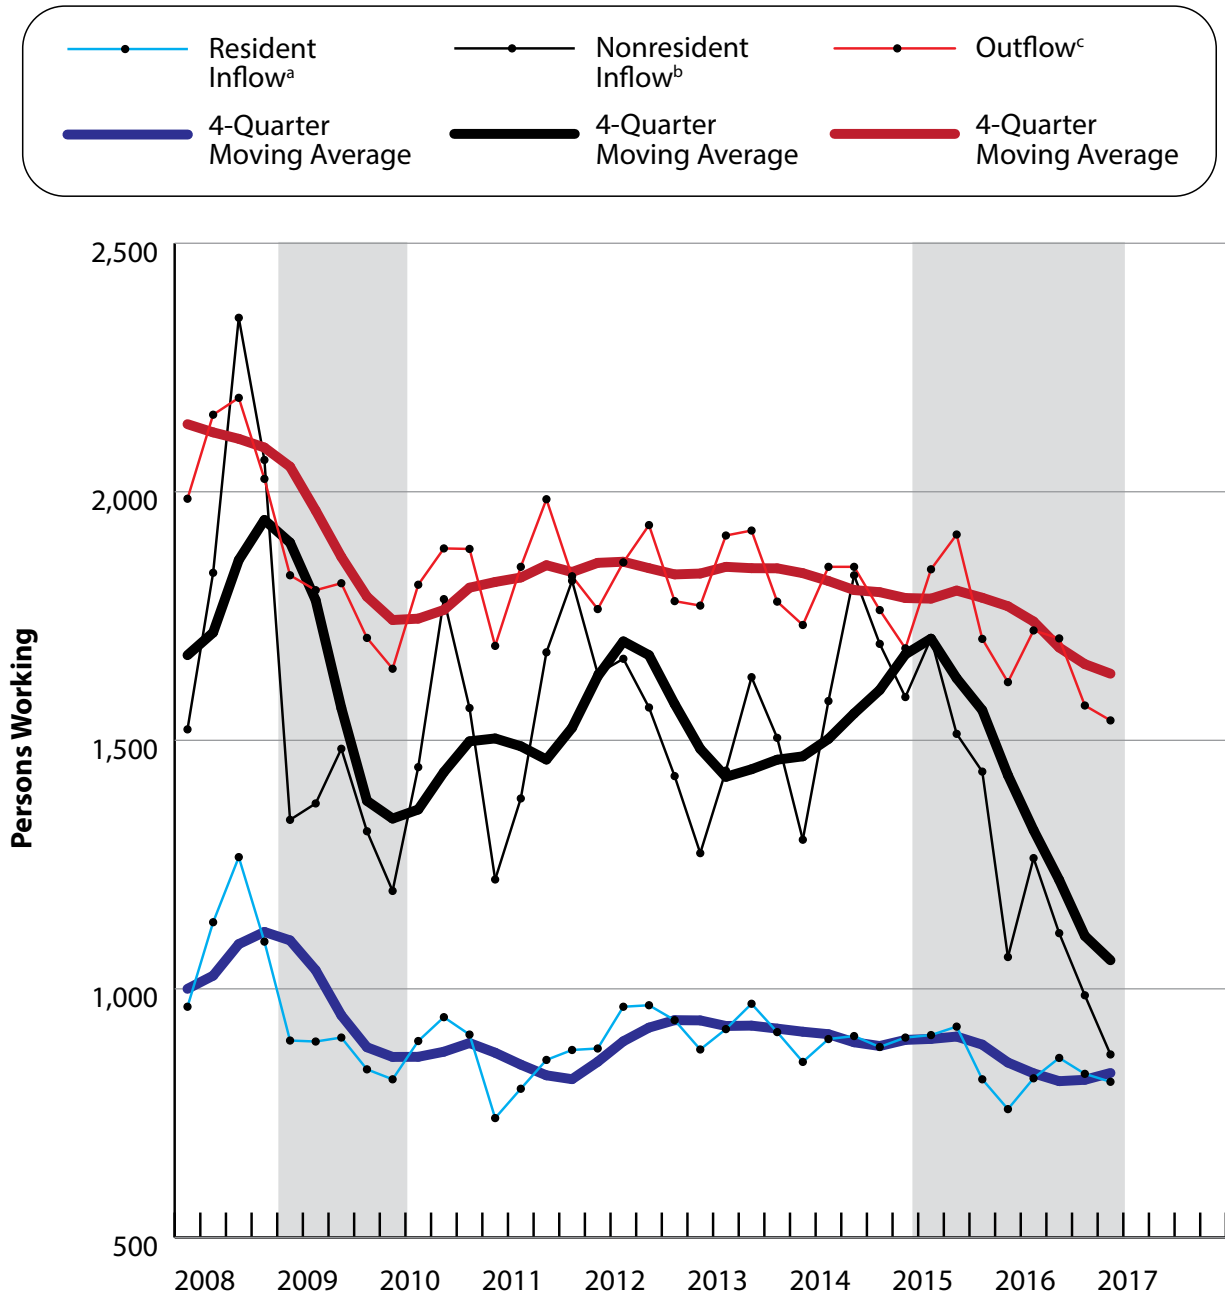 Resident
Inflowᵃ
Nonresident
Inflowᵇ
Outflowᶜ
4-Quarter
Moving Average
4-Quarter
Moving Average
4-Quarter
Moving Average
Persons Working
2,500
2,000
1,500
1,000
500
2008 2009 2010 2011 2012 2013 2014 2015 2016 2017